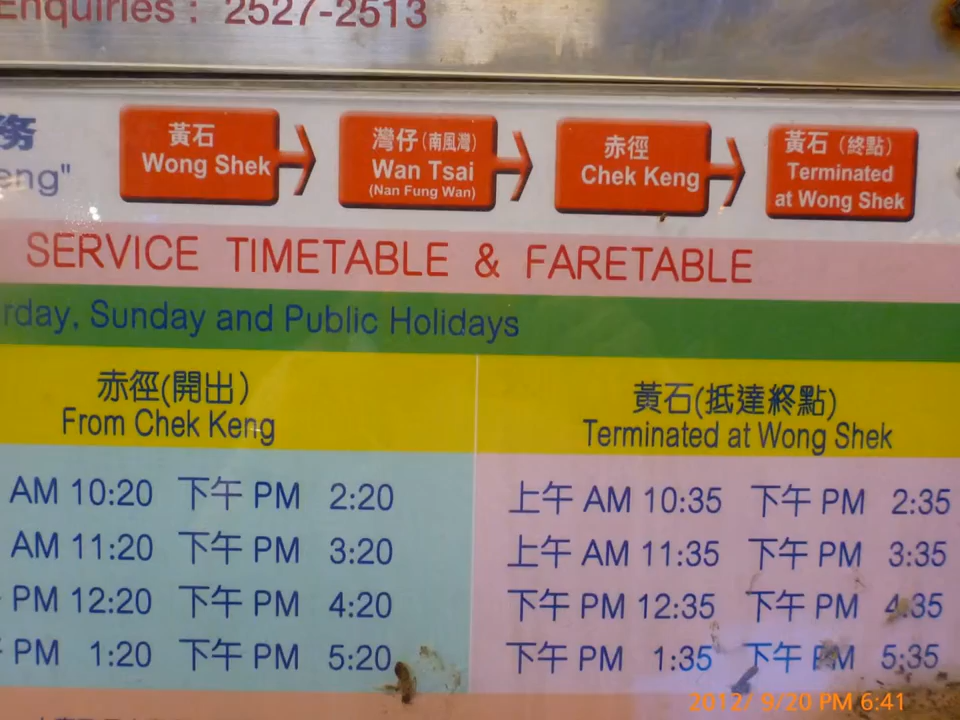 Enquiries : 2527-2513
務
eng"
黃石
Wong Shek
灣仔(南風灣)
Wan Tsai
(Nan Fung Wan)
赤徑
Chek Keng
黃石 (終點)
Terminated
at Wong Shek
SERVICE TIMETABLE & FARETABLE
rday, Sunday and Public Holidays
赤徑(開出)
From Chek Keng
黃石(抵達終點)
Terminated at Wong Shek
AM 10:20 下午 PM 2:20 上午 AM 10:35 下午 PM 2:35
AM 11:20 下午 PM 3:20 上午 AM 11:35 下午 PM 3:35
PM 12:20 下午 PM 4:20 下午 PM 12:35 下午 PM 4:35
PM 1:20 下午 PM 5:20 下午 PM 1:35 下午 PM 5:35
2012/ 9/20 PM 6:41